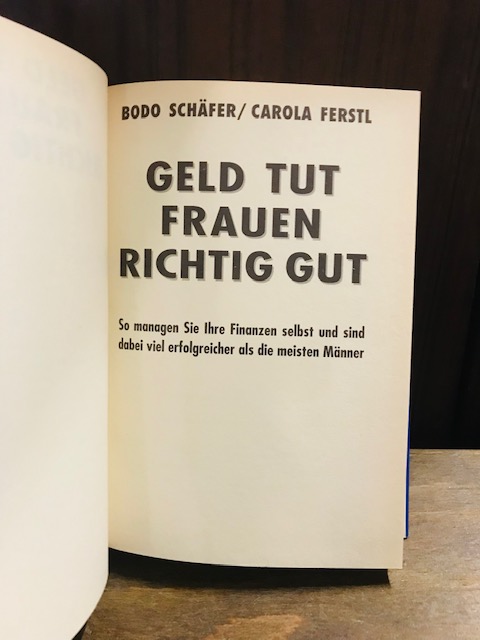 BODO SCHÄFER/ CAROLA FERSTL
GELD TUT
FRAUEN
RICHTIG GUT
So managen Sie Ihre Finanzen selbst und sind
dabei viel erfolgreicher als die meisten Männer